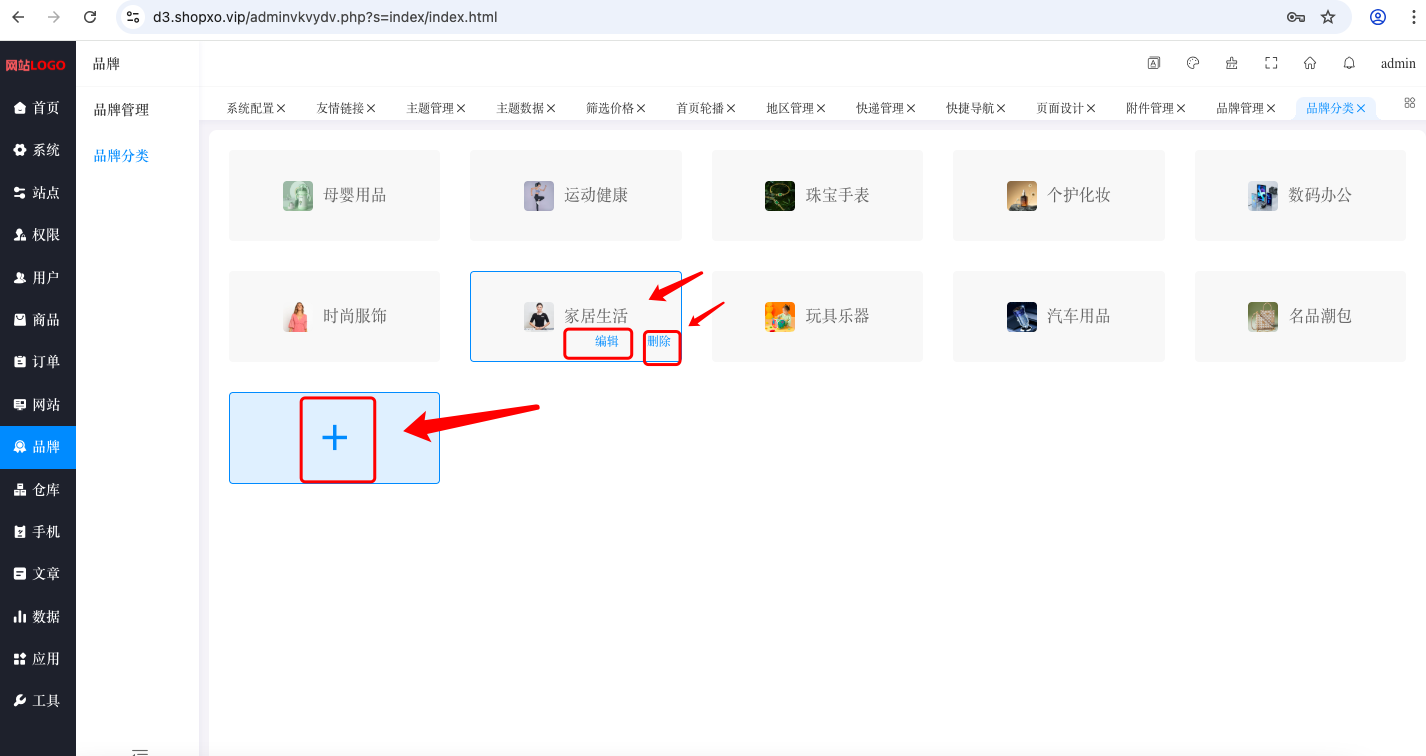 d3.shopxo.vip/adminvkvydv.php?s=index/index.html
网站LOGO
首页
系统
站点
权限
用户
商品
订单
网站
品牌
仓库
手机
文章
数据
应用
工具
品牌
品牌管理
品牌分类
admin
系统配置 友情链接 主题管理 主题数据 筛选价格 首页轮播 地区管理 快递管理 快捷导航 页面设计 附件管理 品牌管理 品牌分类
母婴用品 运动健康 珠宝手表 个护化妆 数码办公
时尚服饰 家居生活 玩具乐器 汽车用品 名品潮包
编辑 删除